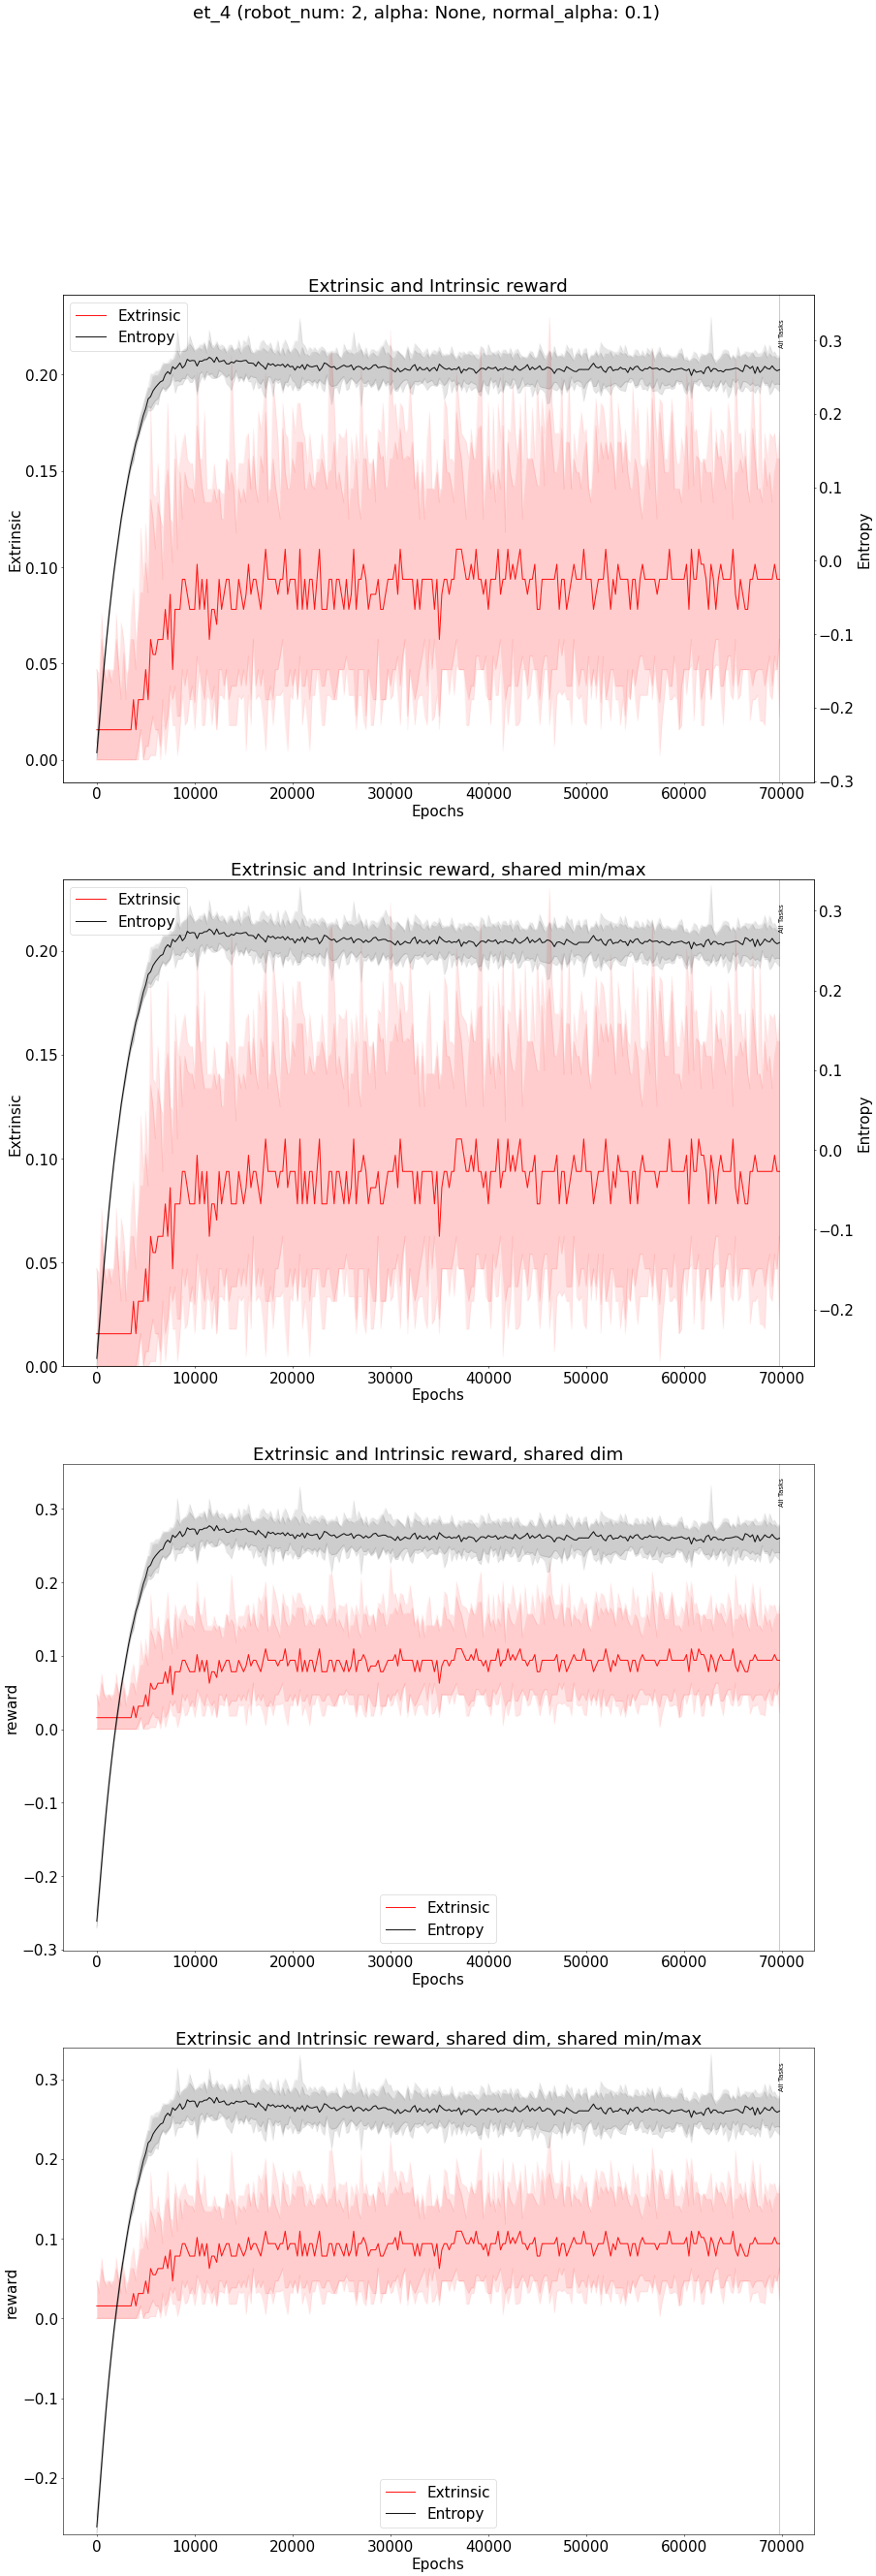 et_4 (robot_num: 2, alpha: None, normal_alpha: 0.1)
Extrinsic and Intrinsic reward
Extrinsic
Entropy
All Tasks
0.20
0.15
0.10
0.05
0.00
Extrinsic
0.3
0.2
0.1
0.0
−0.1
−0.2
−0.3
Entropy
0 10000 20000 30000 40000 50000 60000 70000
Epochs
Extrinsic and Intrinsic reward, shared min/max
Extrinsic
Entropy
All Tasks
0.20
0.15
0.10
0.05
0.00
Extrinsic
0.3
0.2
0.1
0.0
−0.1
−0.2
Entropy
0 10000 20000 30000 40000 50000 60000 70000
Epochs
Extrinsic and Intrinsic reward, shared dim
All Tasks
0.3
0.2
0.1
0.0
−0.1
−0.2
−0.3
reward
Extrinsic
Entropy
0 10000 20000 30000 40000 50000 60000 70000
Epochs
Extrinsic and Intrinsic reward, shared dim, shared min/max
All Tasks
0.3
0.2
0.1
0.0
−0.1
−0.2
reward
Extrinsic
Entropy
0 10000 20000 30000 40000 50000 60000 70000
Epochs